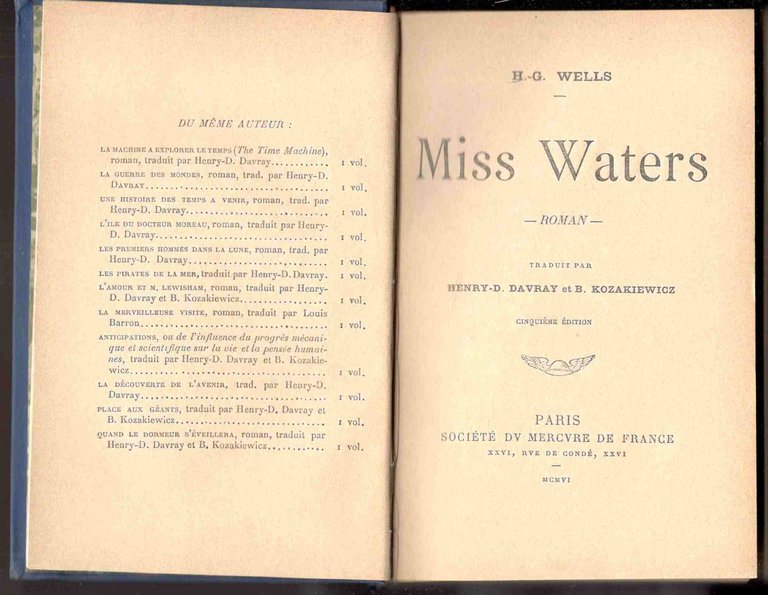 DU MÊME AUTEUR :
LA MACHINE A EXPLORER LE TEMPS (The Time Machine),
roman, traduit par Henry-D. Davray............ 1 vol.
LA GUERRE DES MONDES, roman, trad. par Henry-D.
DAVRAY.................................... 1 vol.
UNE HISTOIRE DES TEMPS A VENIR, roman, trad. par
Henry-D. Davray........................... 1 vol.
L'ILE DU DOCTEUR MOREAU, roman, traduit par Henry-
D. Davray................................. 1 vol.
LES PREMIERS HOMMES DANS LA LUNE, roman, trad. par
Henry-D. Davray........................... 1 vol.
LES PIRATES DE LA MER, traduit par Henry-D. Davray. 1 vol.
L'AMOUR ET M. LEWISHAM, roman, traduit par Henry-
D. Davray et B. Kozakiewicz............... 1 vol.
LA MERVEILLEUSE VISITE, roman, traduit par Louis
Barron.................................... 1 vol.
ANTICIPATIONS, ou de l'influence du progrès mécani-
que et scientifique sur la vie et la pensée humai-
nes, traduit par Henry-D. Davray et B. Kozakie-
wicz...................................... 1 vol.
LA DÉCOUVERTE DE L'AVENIR, trad. par Henry-D.
Davray.................................... 1 vol.
PLACE AUX GÉANTS, traduit par Henry-D. Davray et
B. Kozakiewicz............................ 1 vol.
QUAND LE DORMEUR S'ÉVEILLERA, roman, traduit par
Henry-D. Davray et B. Kozakiewicz........... 1 vol.
H.-G. WELLS
Miss Waters
— ROMAN —
TRADUIT PAR
HENRY-D. DAVRAY et B. KOZAKIEWICZ
CINQUIÈME ÉDITION
PARIS
SOCIÉTÉ DV MERCVRE DE FRANCE
XXVI, RVE DE CONDÉ, XXVI
MCMVI